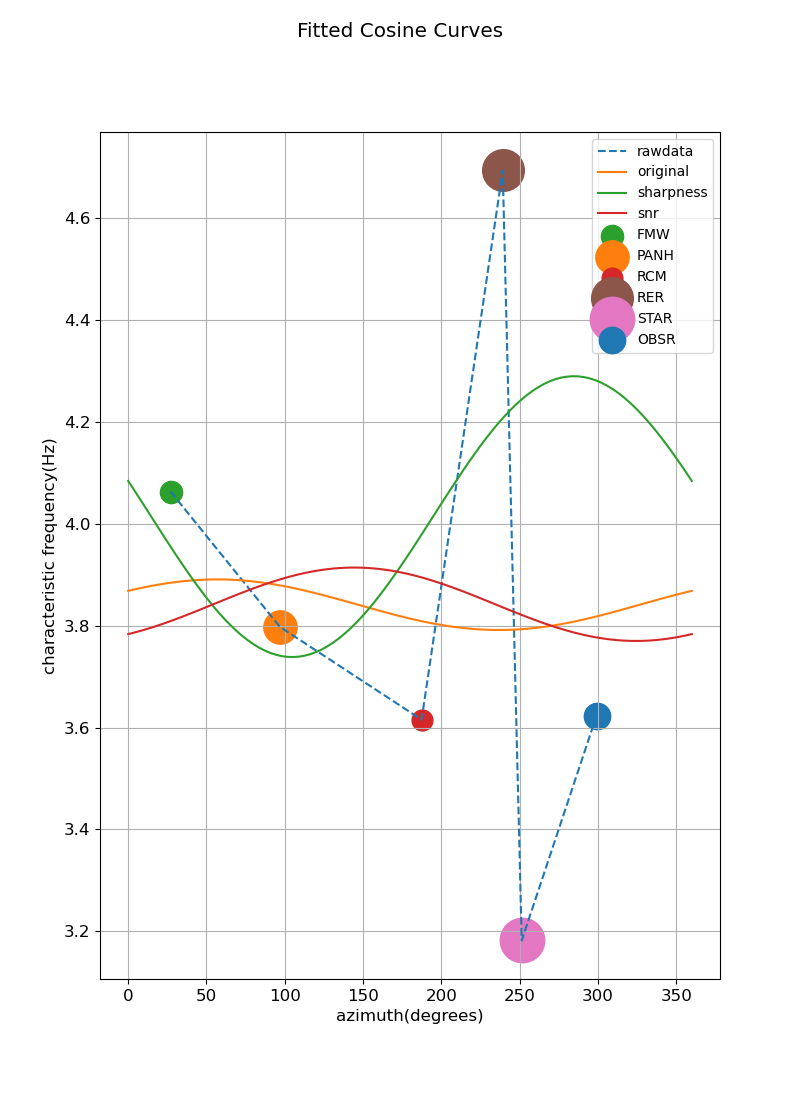 Fitted Cosine Curves
rawdata
original
sharpness
snr
FMW
PANH
RCM
RER
STAR
OBSR
characteristic frequency(Hz)
4.6
4.4
4.2
4.0
3.8
3.6
3.4
3.2
0 50 100 150 200 250 300 350
azimuth(degrees)